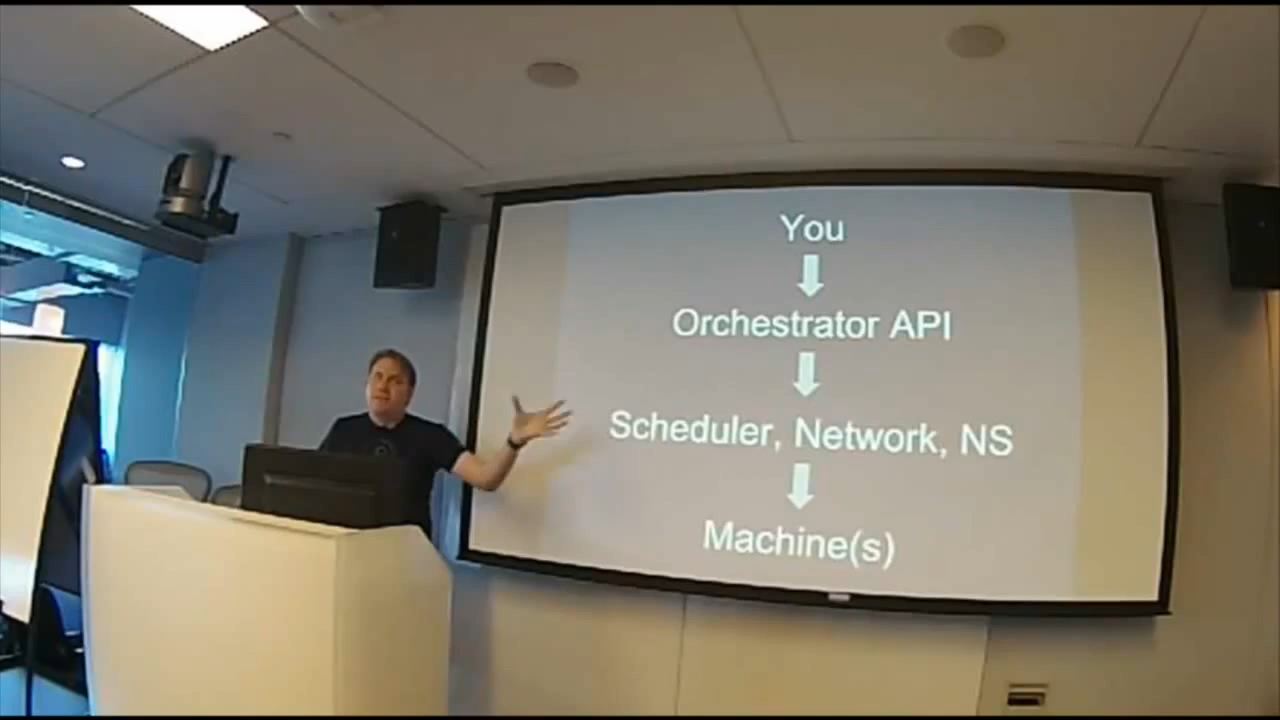 You
Orchestrator API
Scheduler, Network, NS
Machine(s)